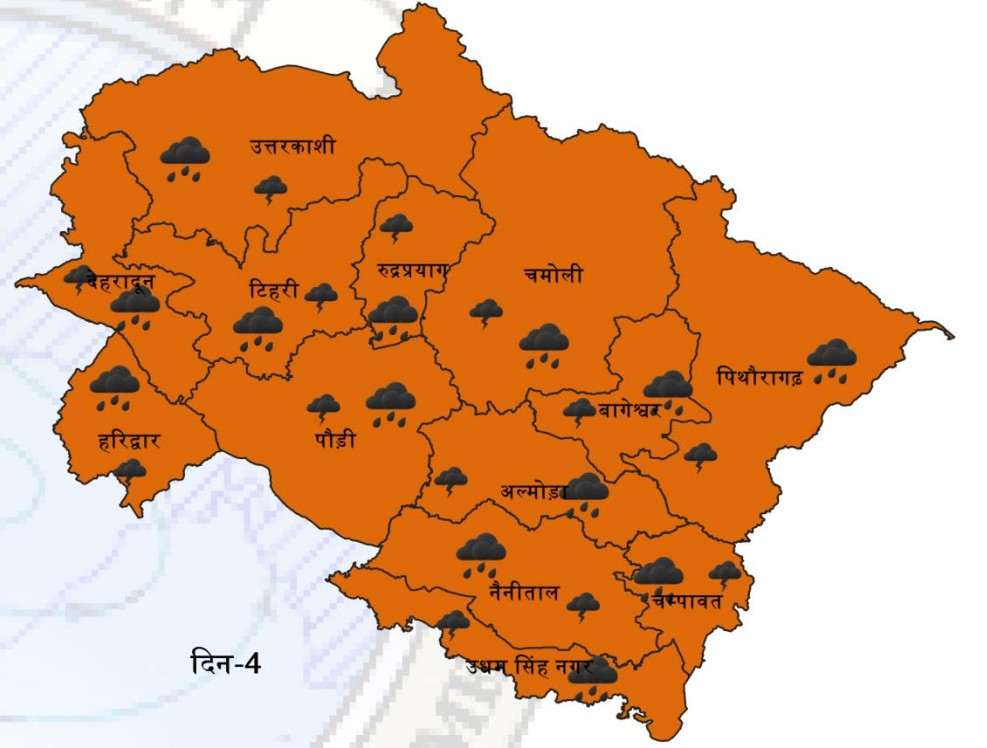 उत्तरकाशी
देहरादून
टिहरी
रुद्रप्रयाग
चमोली
पिथौरागढ़
बागेश्वर
हरिद्वार
पौड़ी
अल्मोड़ा
नैनीताल
चम्पावत
उधम सिंह नगर
दिन-4